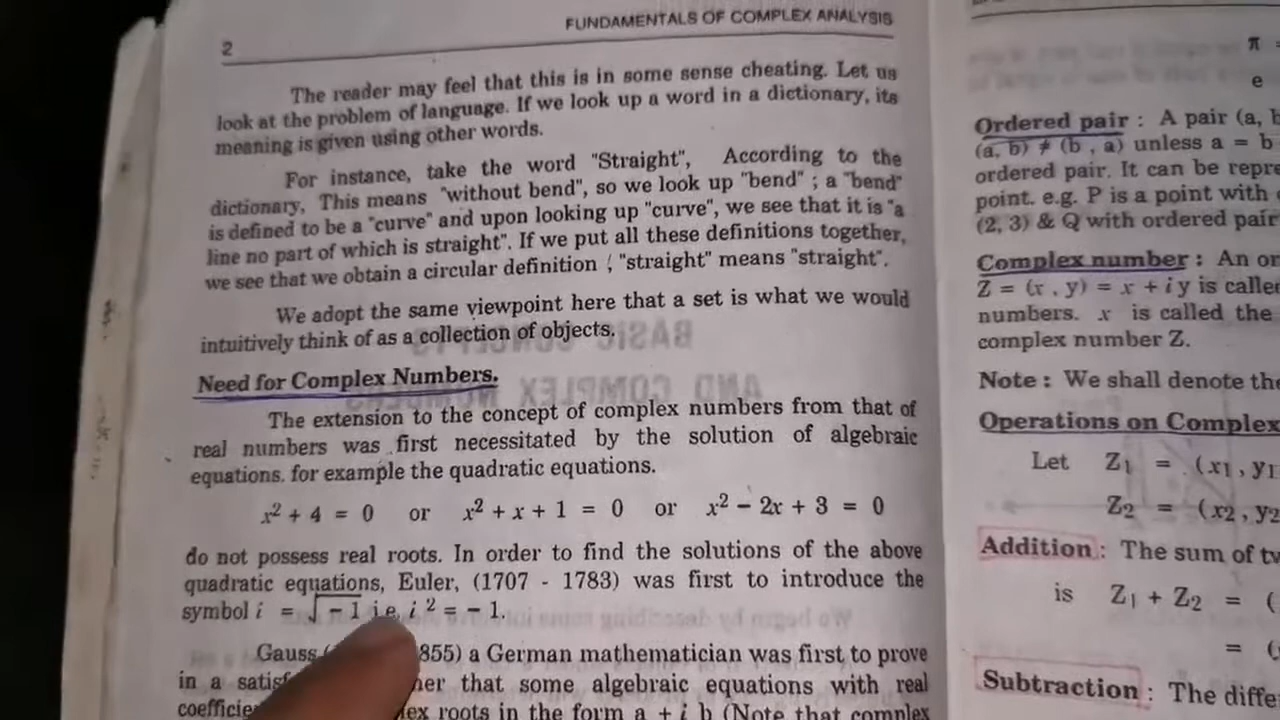 2
FUNDAMENTALS OF COMPLEX ANALYSIS
The reader may feel that this is in some sense cheating. Let us
look at the problem of language. If we look up a word in a dictionary, its
meaning is given using other words.
For instance, take the word "Straight", According to the
dictionary, This means "without bend", so we look up "bend" ; a "bend"
is defined to be a "curve" and upon looking up "curve", we see that it is "a
line no part of which is straight". If we put all these definitions together,
we see that we obtain a circular definition ; "straight" means "straight".
We adopt the same viewpoint here that a set is what we would
intuitively think of as a collection of objects.
Need for Complex Numbers.
The extension to the concept of complex numbers from that of
real numbers was first necessitated by the solution of algebraic
equations. for example the quadratic equations.
x² + 4 = 0 or x² + x + 1 = 0 or x² − 2x + 3 = 0
do not possess real roots. In order to find the solutions of the above
quadratic equations, Euler, (1707 - 1783) was first to introduce the
symbol i = √−1 i.e. i² = − 1.
Gauss 855) a German mathematician was first to prove
in a that some algebraic equations with real
roots in the form a + i b (Note that complex
π
e
Ordered pair : A pair (a, b
(a, b) ≠ (b , a) unless a = b
ordered pair. It can be
point. e.g. P is a point with
(2, 3) & Q with ordered pair
Complex number : An
Z = (x , y) = x + i y is
numbers. x is called the
complex number Z.
Note : We shall denote the
Operations on Complex
Let Z₁ = (x₁ , y₁
Z₂ = (x₂ , y₂
Addition : The sum of
is Z₁ + Z₂ = (
= (
Subtraction : The